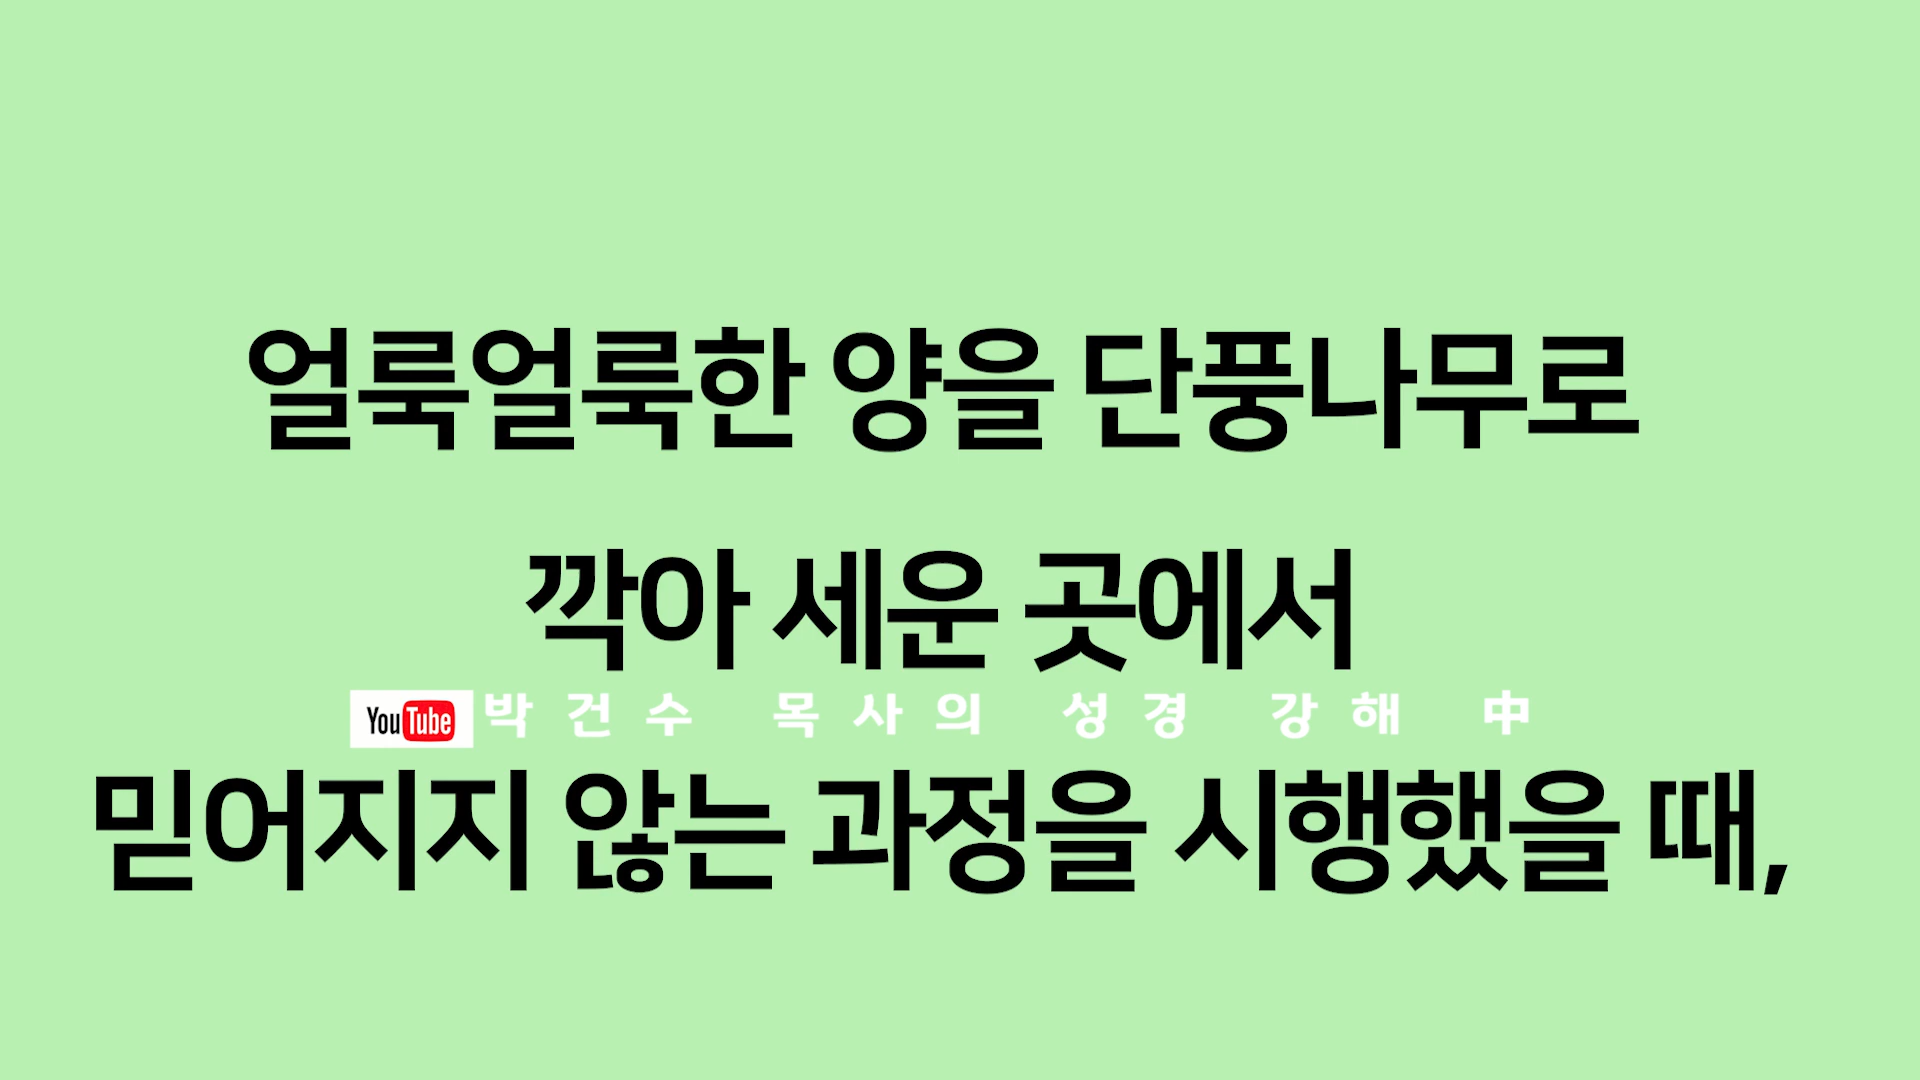 얼룩얼룩한 양을 단풍나무로
깍아 세운 곳에서
YouTube 박건수 목사의 성경 강해 中
믿어지지 않는 과정을 시행했을 때,